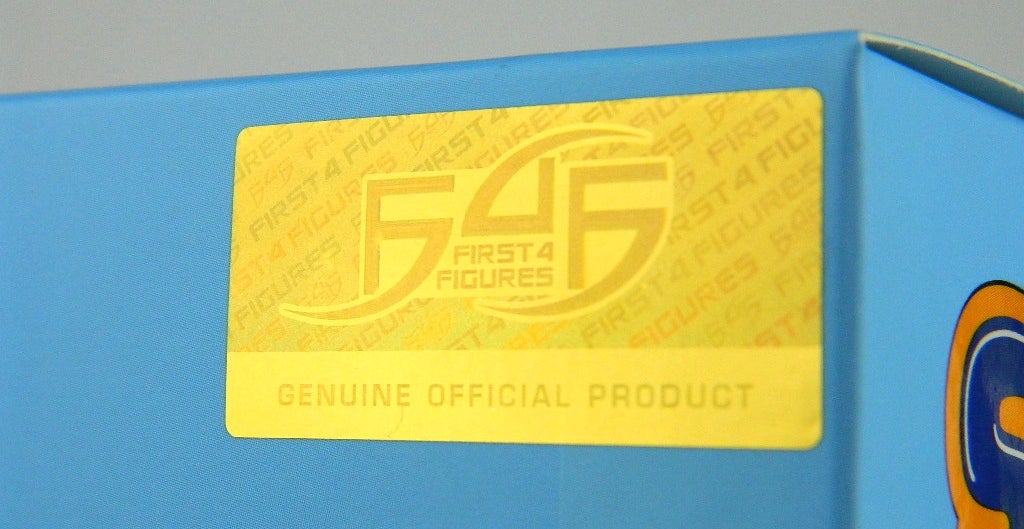 F4F
FIRST 4
FIGURES
GENUINE OFFICIAL PRODUCT